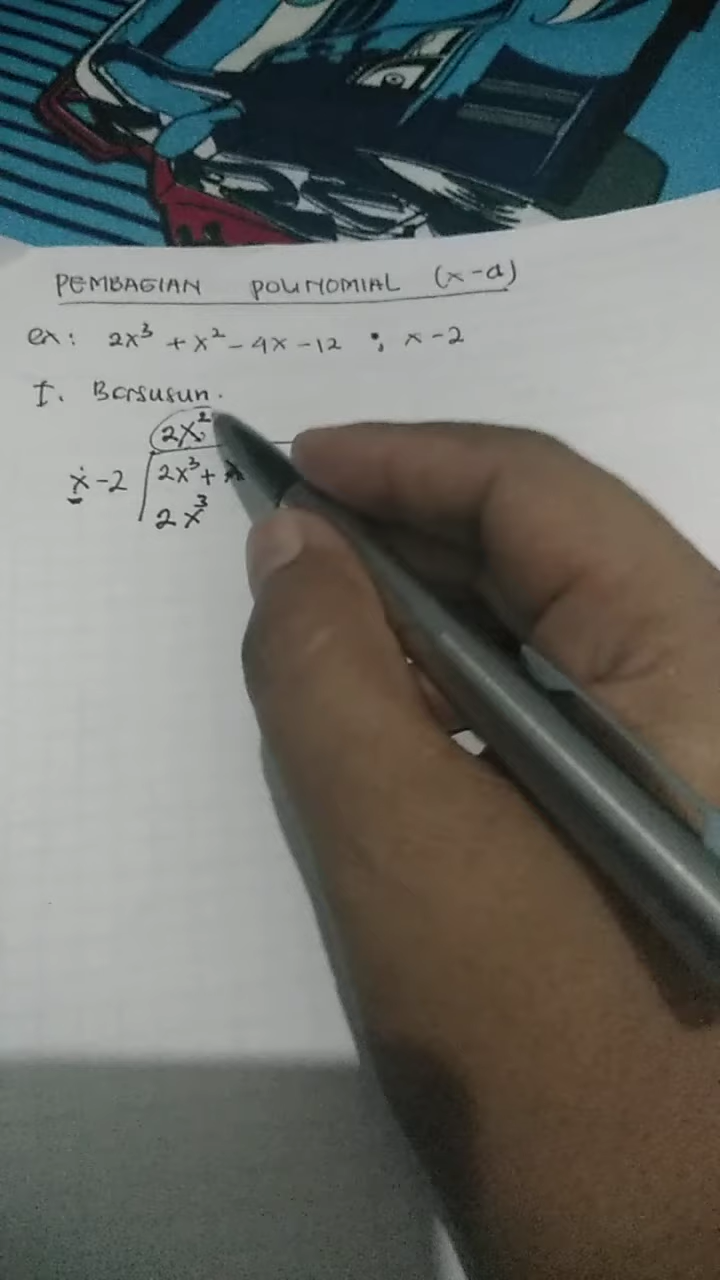 PEMBAGIAN POLINOMIAL (x-a)
ex: 2x³ + x² - 4x - 12 : x - 2
I. Bersusun.
2x²
x - 2 2x³ +
2x³